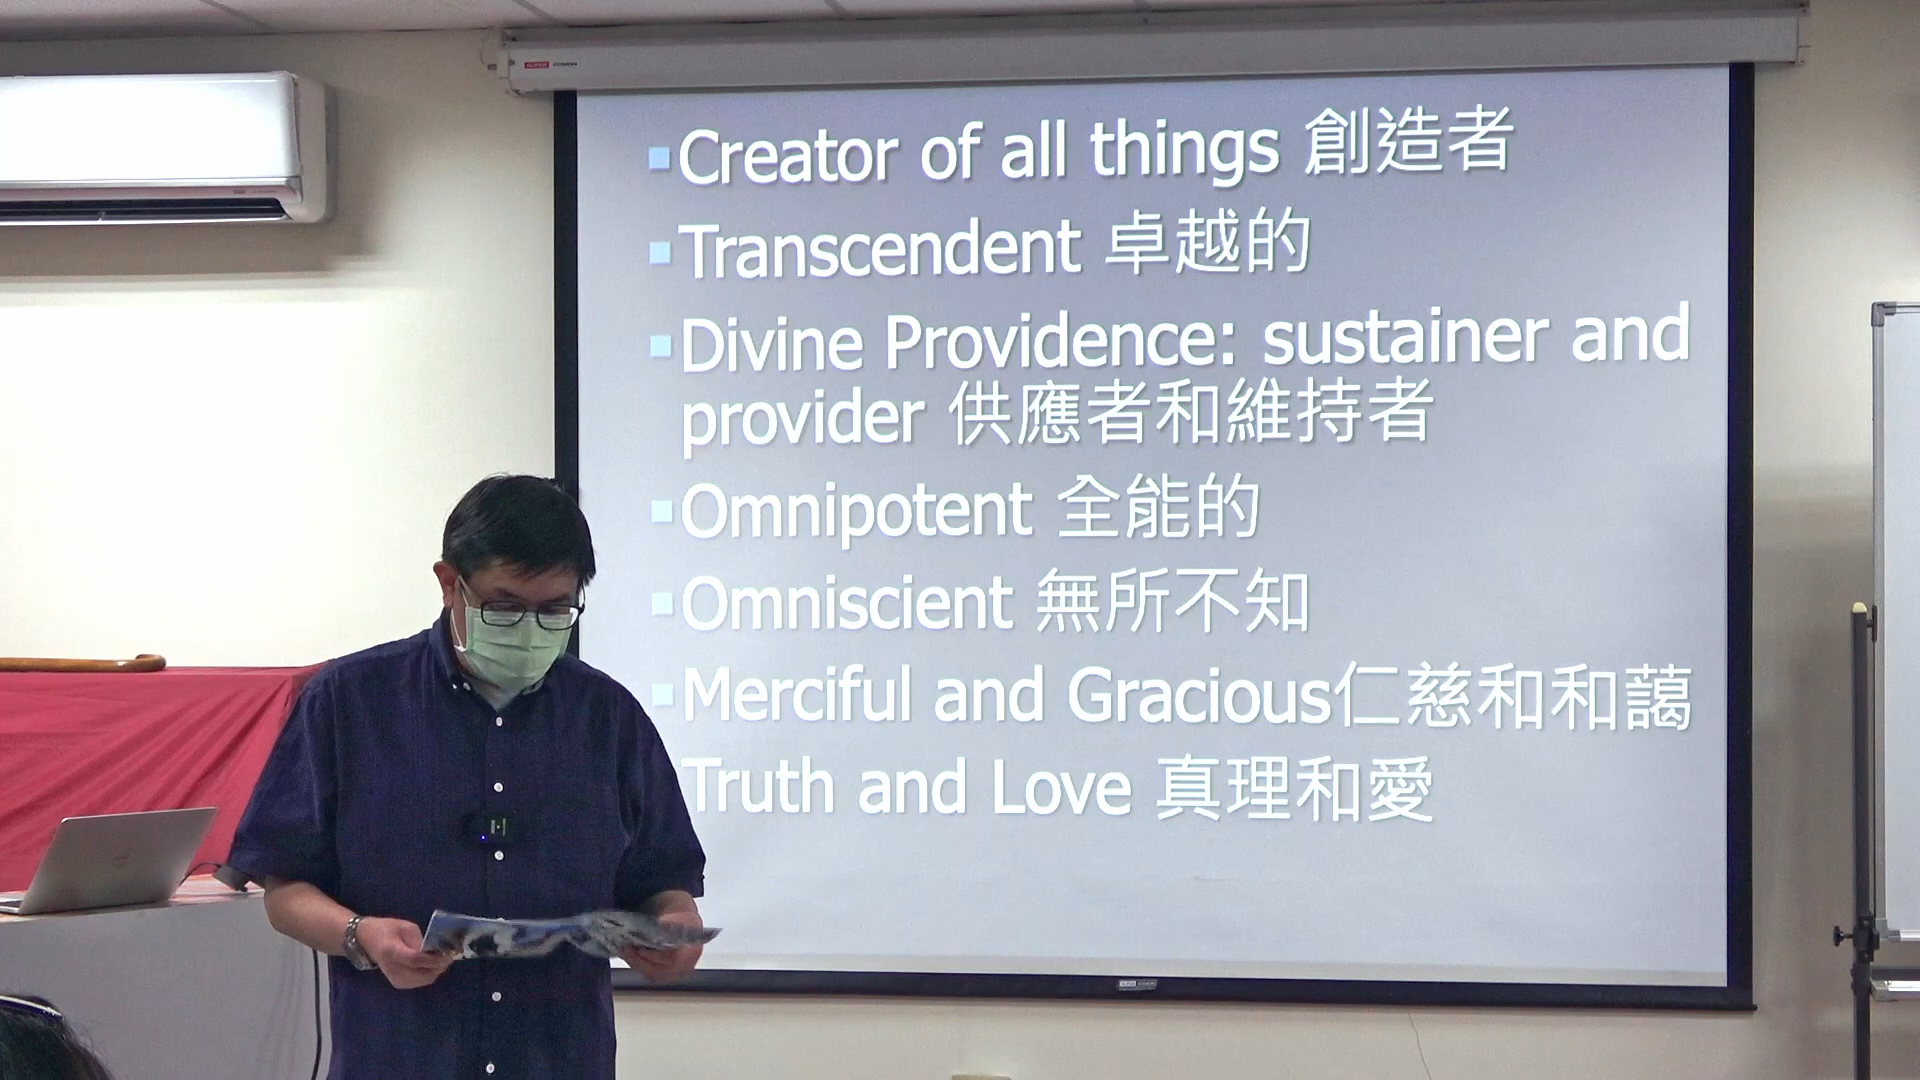 Creator of all things 創造者
Transcendent 卓越的
Divine Providence: sustainer and
provider 供應者和維持者
Omnipotent 全能的
Omniscient 無所不知
Merciful and Gracious仁慈和和藹
Truth and Love 真理和愛